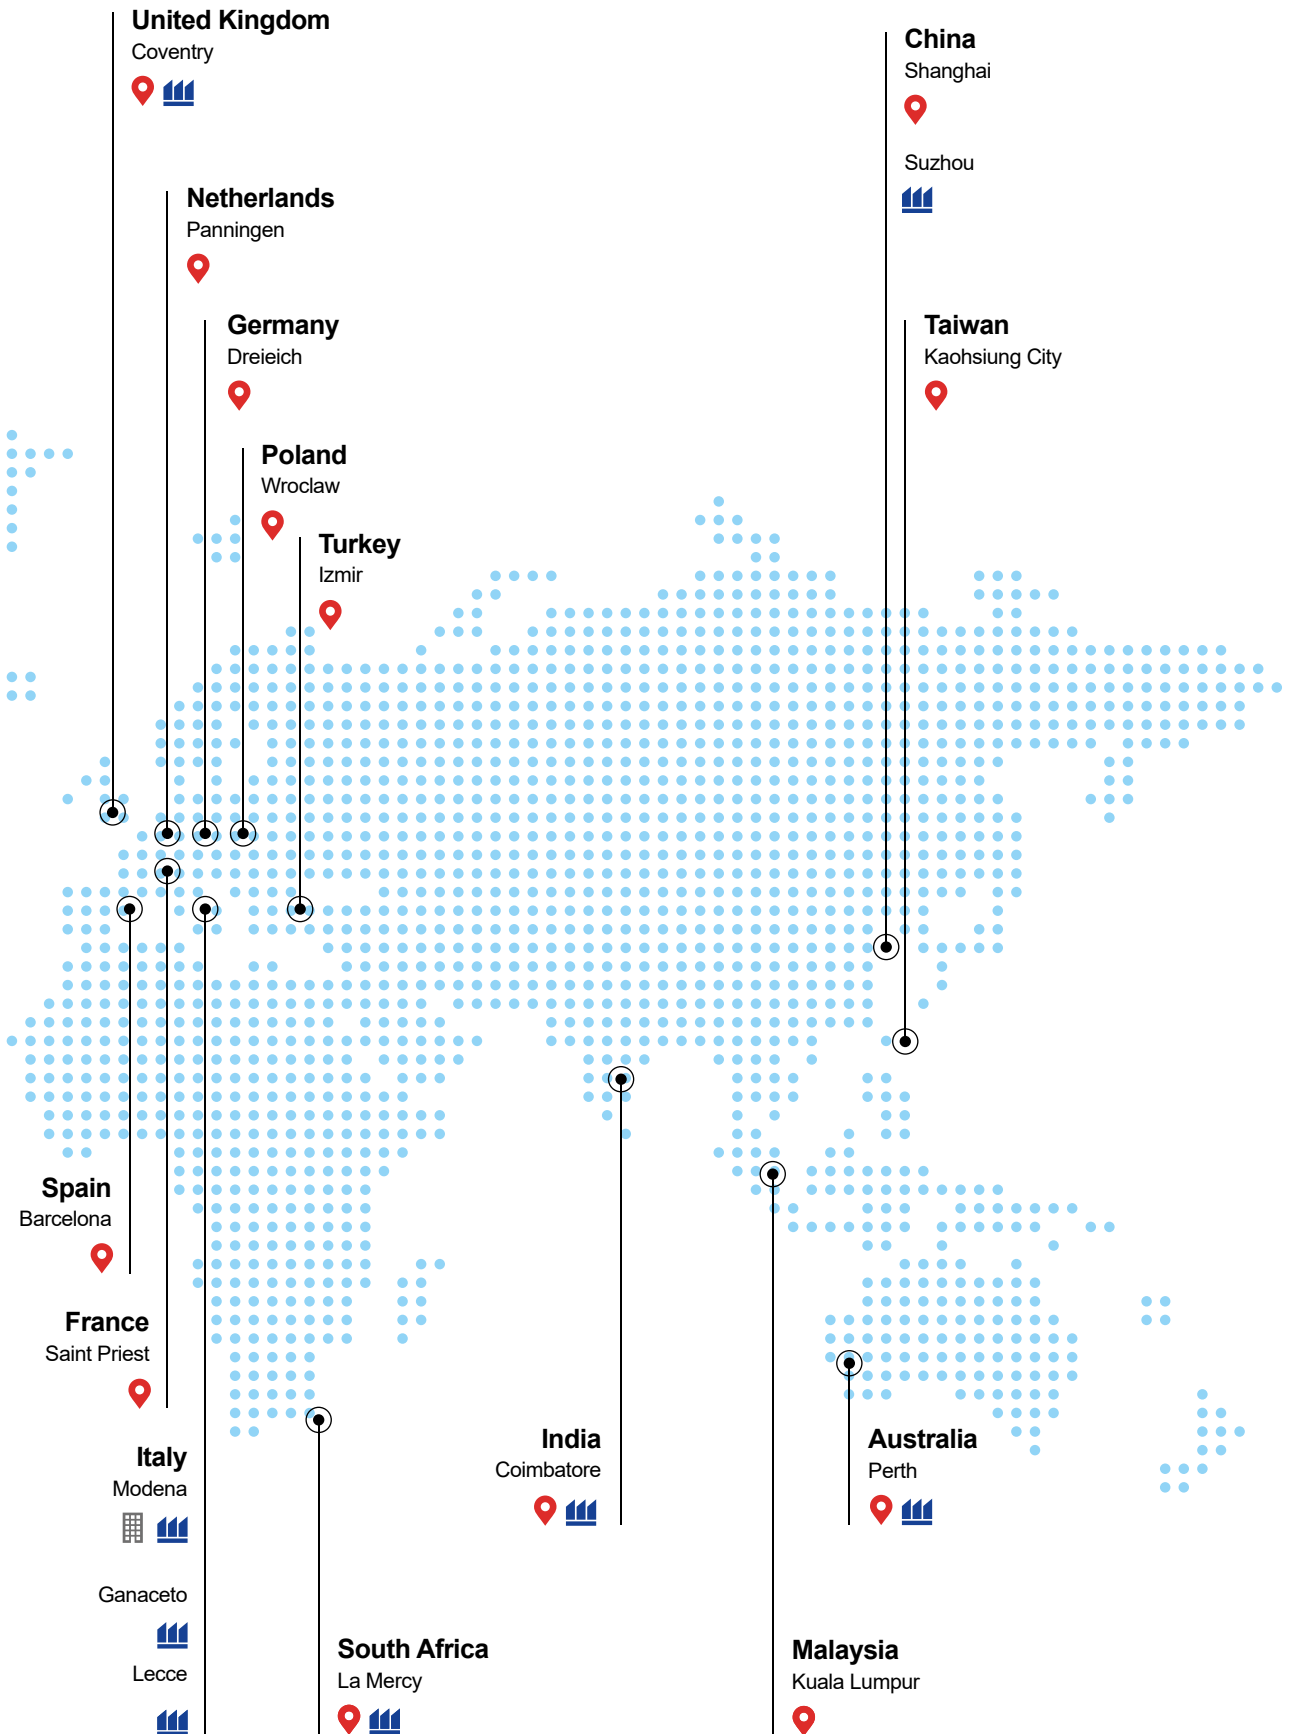 United Kingdom
Coventry
China
Shanghai
Suzhou
Netherlands
Panningen
Germany
Dreieich
Taiwan
Kaohsiung City
Poland
Wroclaw
Turkey
Izmir
Spain
Barcelona
France
Saint Priest
Italy
Modena
Ganaceto
Lecce
India
Coimbatore
Australia
Perth
South Africa
La Mercy
Malaysia
Kuala Lumpur